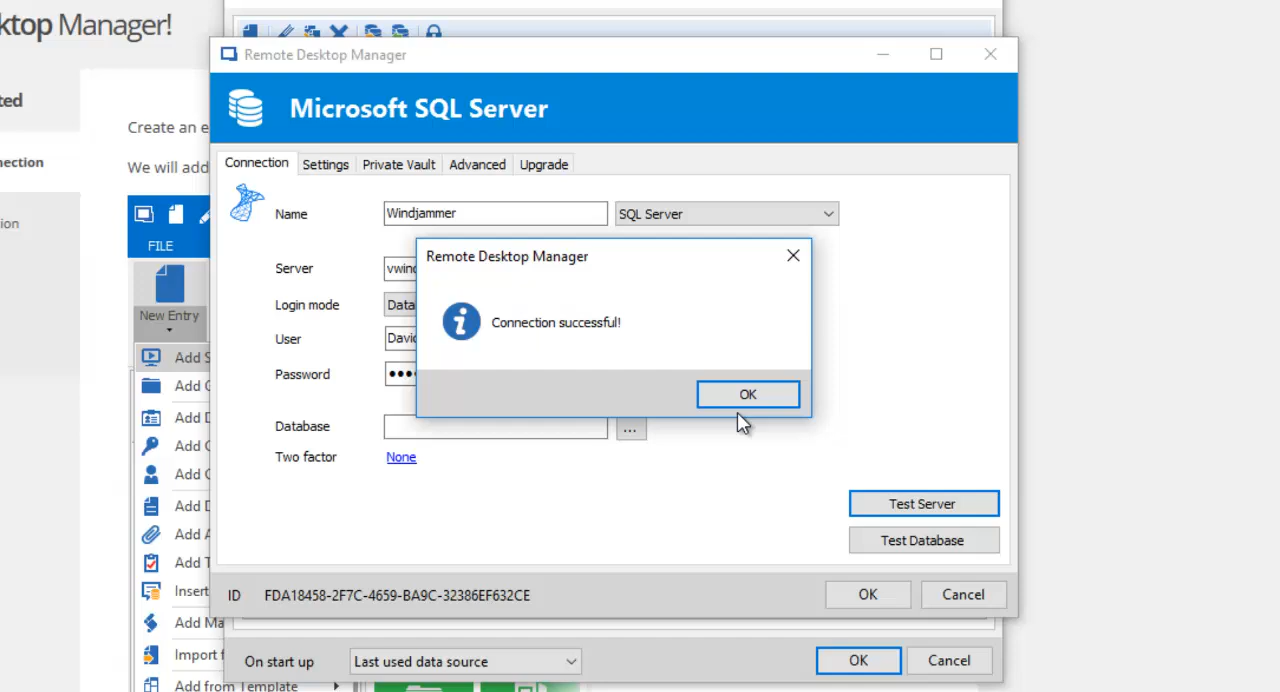 ktop Manager!
Remote Desktop Manager
ted
Microsoft SQL Server
Create an e
nection
Connection Settings Private Vault Advanced Upgrade
We will add
Name Windjammer SQL Server
ion
FILE
Remote Desktop Manager
Server vwind
Login mode Data
New Entry
Connection successful!
User David
Add S
Password
Add C
OK
Add D
Database ...
Add C
Two factor None
Add C
Add D
Test Server
Add A
Test Database
Add T
Insert
ID FDA18458-2F7C-4659-BA9C-32386EF632CE OK Cancel
Add Ma
Import f
On start up Last used data source OK Cancel
Add from Template